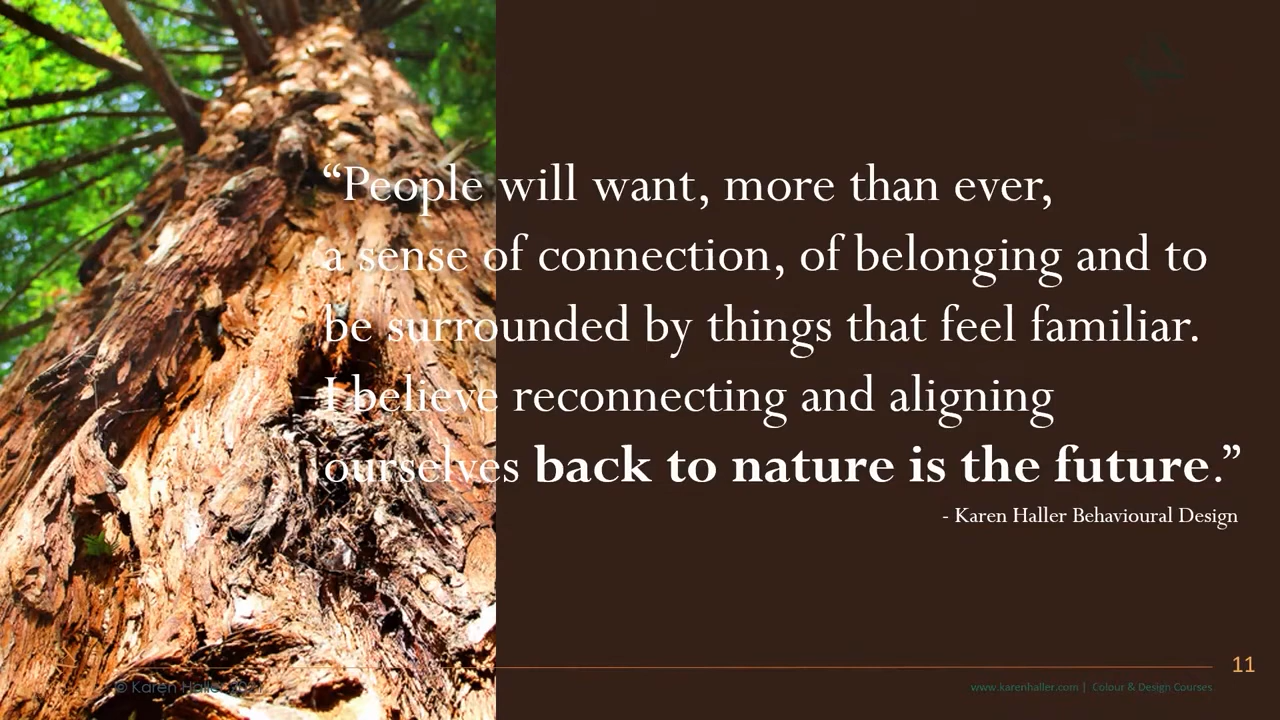 “People will want, more than ever,
a sense of connection, of belonging and to
be surrounded by things that feel familiar.
I believe reconnecting and aligning
ourselves back to nature is the future.”
- Karen Haller Behavioural Design
11
© Karen Haller
www.karenhaller.com | Colour & Design Courses